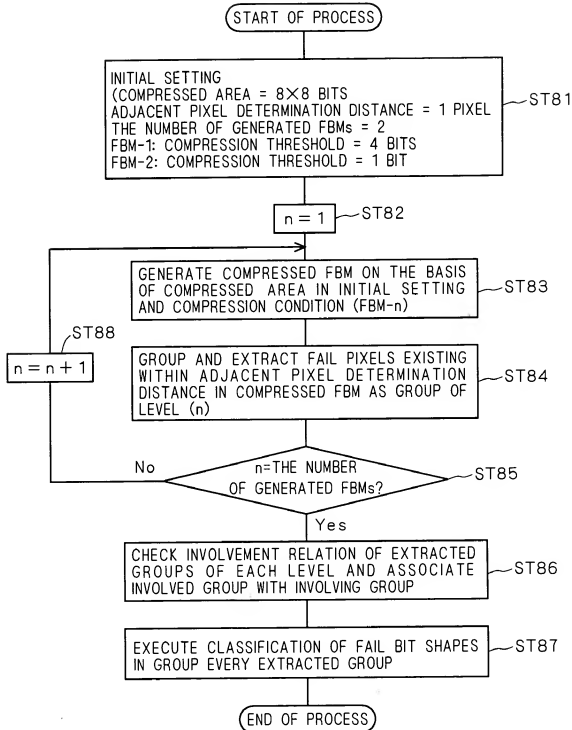 START OF PROCESS
INITIAL SETTING
(COMPRESSED AREA = 8×8 BITS
ADJACENT PIXEL DETERMINATION DISTANCE = 1 PIXEL
THE NUMBER OF GENERATED FBMs = 2
FBM-1: COMPRESSION THRESHOLD = 4 BITS
FBM-2: COMPRESSION THRESHOLD = 1 BIT
ST81
n = 1
ST82
GENERATE COMPRESSED FBM ON THE BASIS
OF COMPRESSED AREA IN INITIAL SETTING
AND COMPRESSION CONDITION (FBM-n)
ST83
ST88
n = n + 1
GROUP AND EXTRACT FAIL PIXELS EXISTING
WITHIN ADJACENT PIXEL DETERMINATION
DISTANCE IN COMPRESSED FBM AS GROUP OF
LEVEL (n)
ST84
No
n=THE NUMBER
OF GENERATED FBMs?
ST85
Yes
CHECK INVOLVEMENT RELATION OF EXTRACTED
GROUPS OF EACH LEVEL AND ASSOCIATE
INVOLVED GROUP WITH INVOLVING GROUP
ST86
EXECUTE CLASSIFICATION OF FAIL BIT SHAPES
IN GROUP EVERY EXTRACTED GROUP
ST87
END OF PROCESS